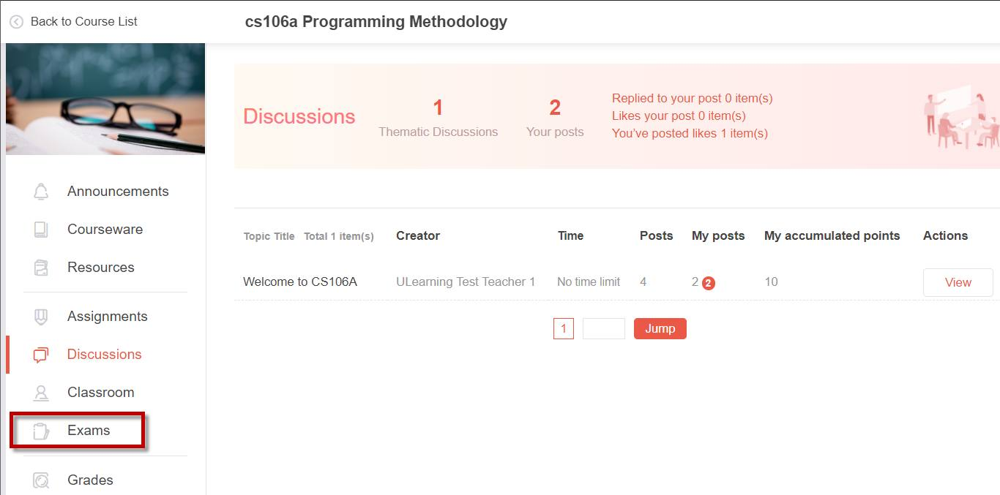 Back to Course List
cs106a Programming Methodology
Announcements
Courseware
Resources
Assignments
Discussions
Classroom
Exams
Grades
Discussions
1
Thematic Discussions
2
Your posts
Replied to your post 0 item(s)
Likes your post 0 item(s)
You’ve posted likes 1 item(s)
Topic Title Total 1 item(s) Creator Time Posts My posts My accumulated points Actions
Welcome to CS106A ULearning Test Teacher 1 No time limit 4 2 2 10 View
1 Jump